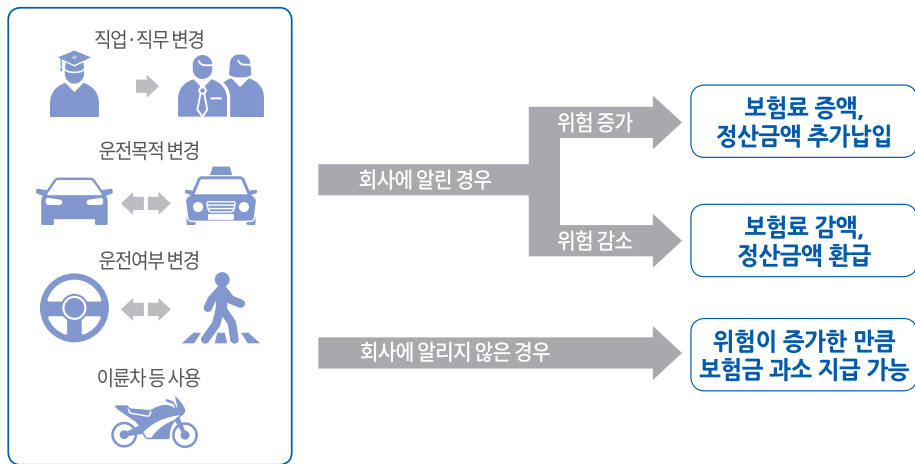 직업·직무 변경
운전목적 변경
운전여부 변경
이륜차 등 사용
회사에 알린 경우
위험 증가
위험 감소
보험료 증액,
정산금액 추가납입
보험료 감액,
정산금액 환급
회사에 알리지 않은 경우
위험이 증가한 만큼
보험금 과소 지급 가능